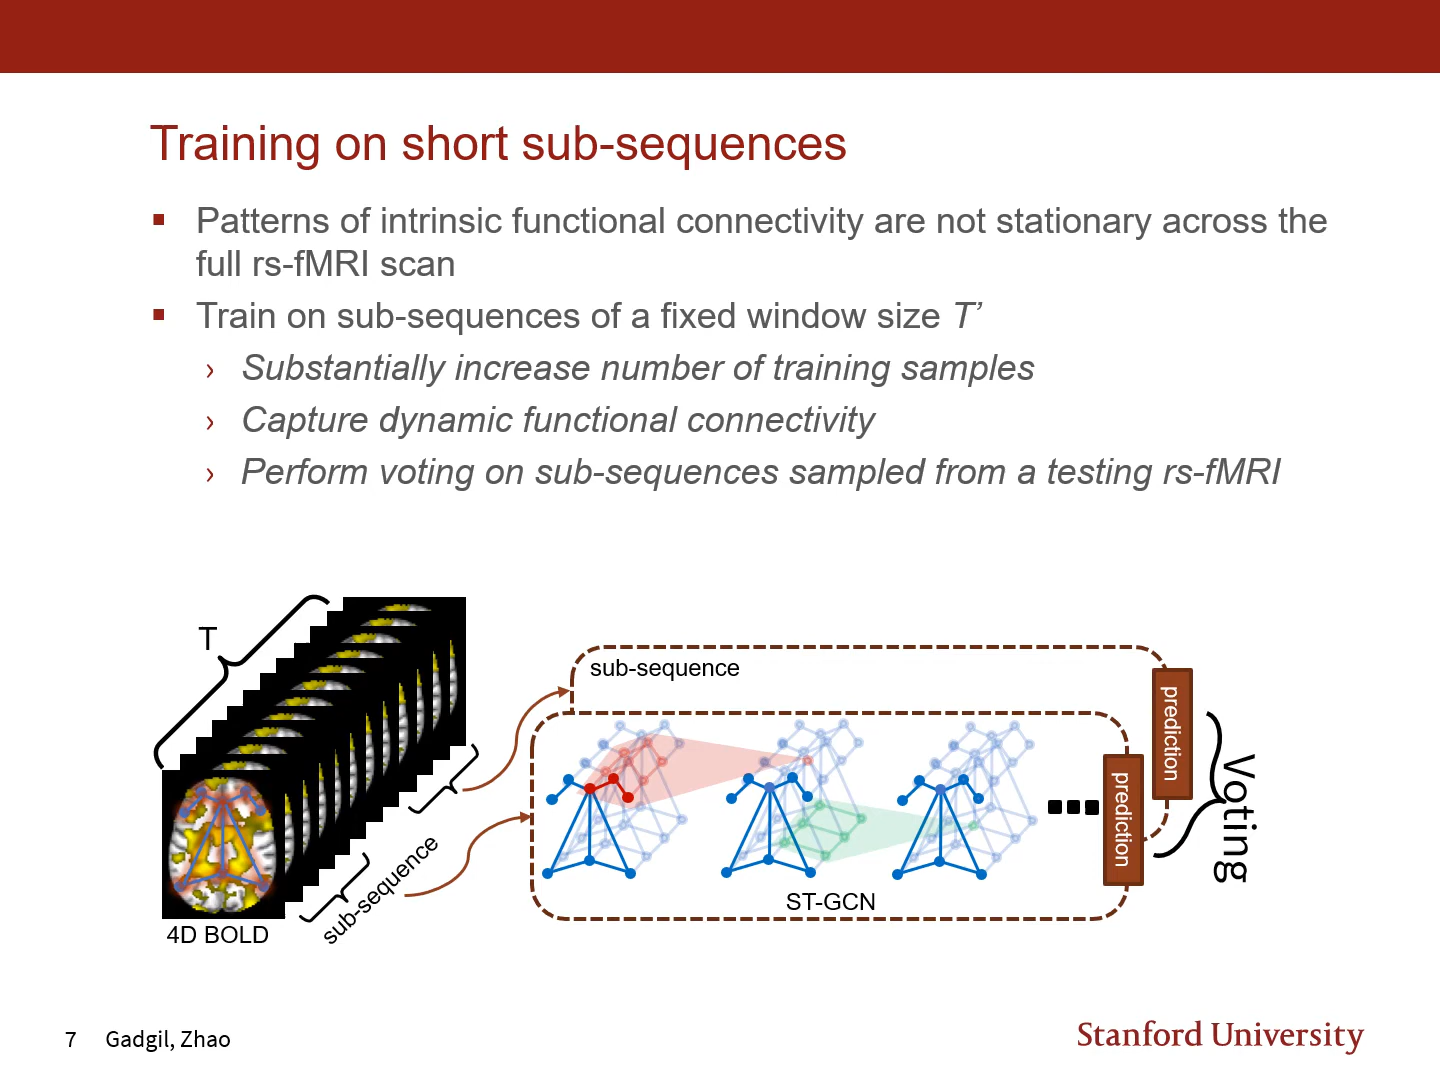 Training on short sub-sequences
Patterns of intrinsic functional connectivity are not stationary across the
full rs-fMRI scan
Train on sub-sequences of a fixed window size T’
Substantially increase number of training samples
Capture dynamic functional connectivity
Perform voting on sub-sequences sampled from a testing rs-fMRI
T
sub-sequence
prediction
prediction
Voting
sub-sequence
ST-GCN
4D BOLD
7 Gadgil, Zhao
Stanford University